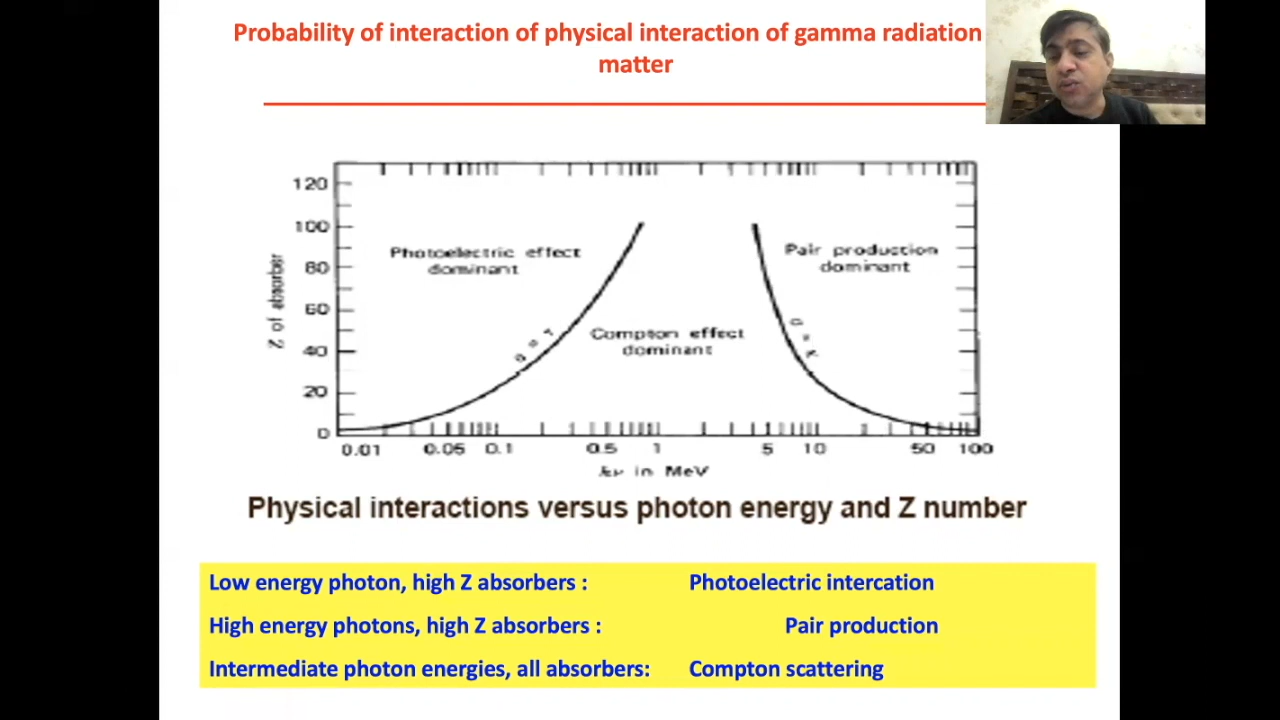 Probability of interaction of physical interaction of gamma radiation
matter
120
100
80
60
40
20
0
Z of absorber
Photoelectric effect
dominant
Pair production
dominant
Compton effect
dominant
0.01 0.05 0.1 0.5 1 5 10 50 100
hν in MeV
Physical interactions versus photon energy and Z number
Low energy photon, high Z absorbers : Photoelectric intercation
High energy photons, high Z absorbers : Pair production
Intermediate photon energies, all absorbers: Compton scattering